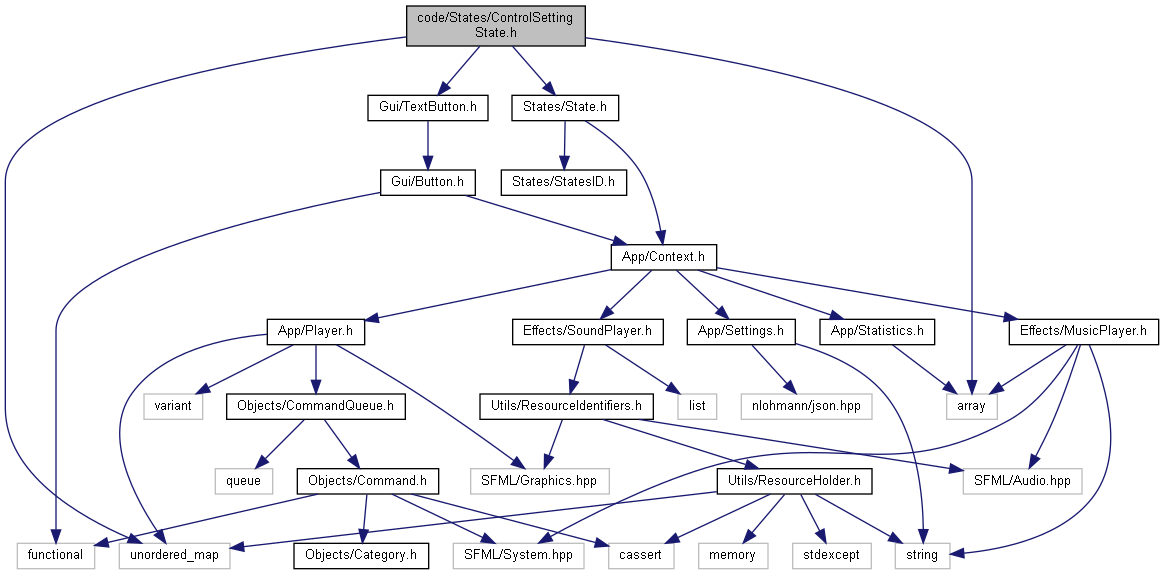 code/States/ControlSetting
State.h
Gui/TextButton.h
States/State.h
Gui/Button.h
States/StatesID.h
App/Context.h
App/Player.h
Effects/SoundPlayer.h
App/Settings.h
App/Statistics.h
Effects/MusicPlayer.h
variant
Objects/CommandQueue.h
Utils/ResourceIdentifiers.h
list
nlohmann/json.hpp
array
queue
Objects/Command.h
SFML/Graphics.hpp
Utils/ResourceHolder.h
SFML/Audio.hpp
functional
unordered_map
Objects/Category.h
SFML/System.hpp
cassert
memory
stdexcept
string